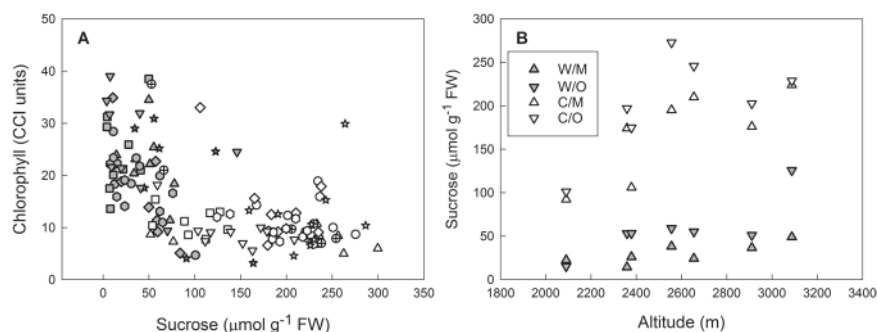 A
Chlorophyll (CCI units)
50
40
30
20
10
0
0 50 100 150 200 250 300 350
Sucrose (µmol g⁻¹ FW)
B
Sucrose (µmol g⁻¹ FW)
300
250
200
150
100
50
0
W/M
W/O
C/M
C/O
2000 2200 2400 2600 2800 3000 3200 3400
Altitude (m)